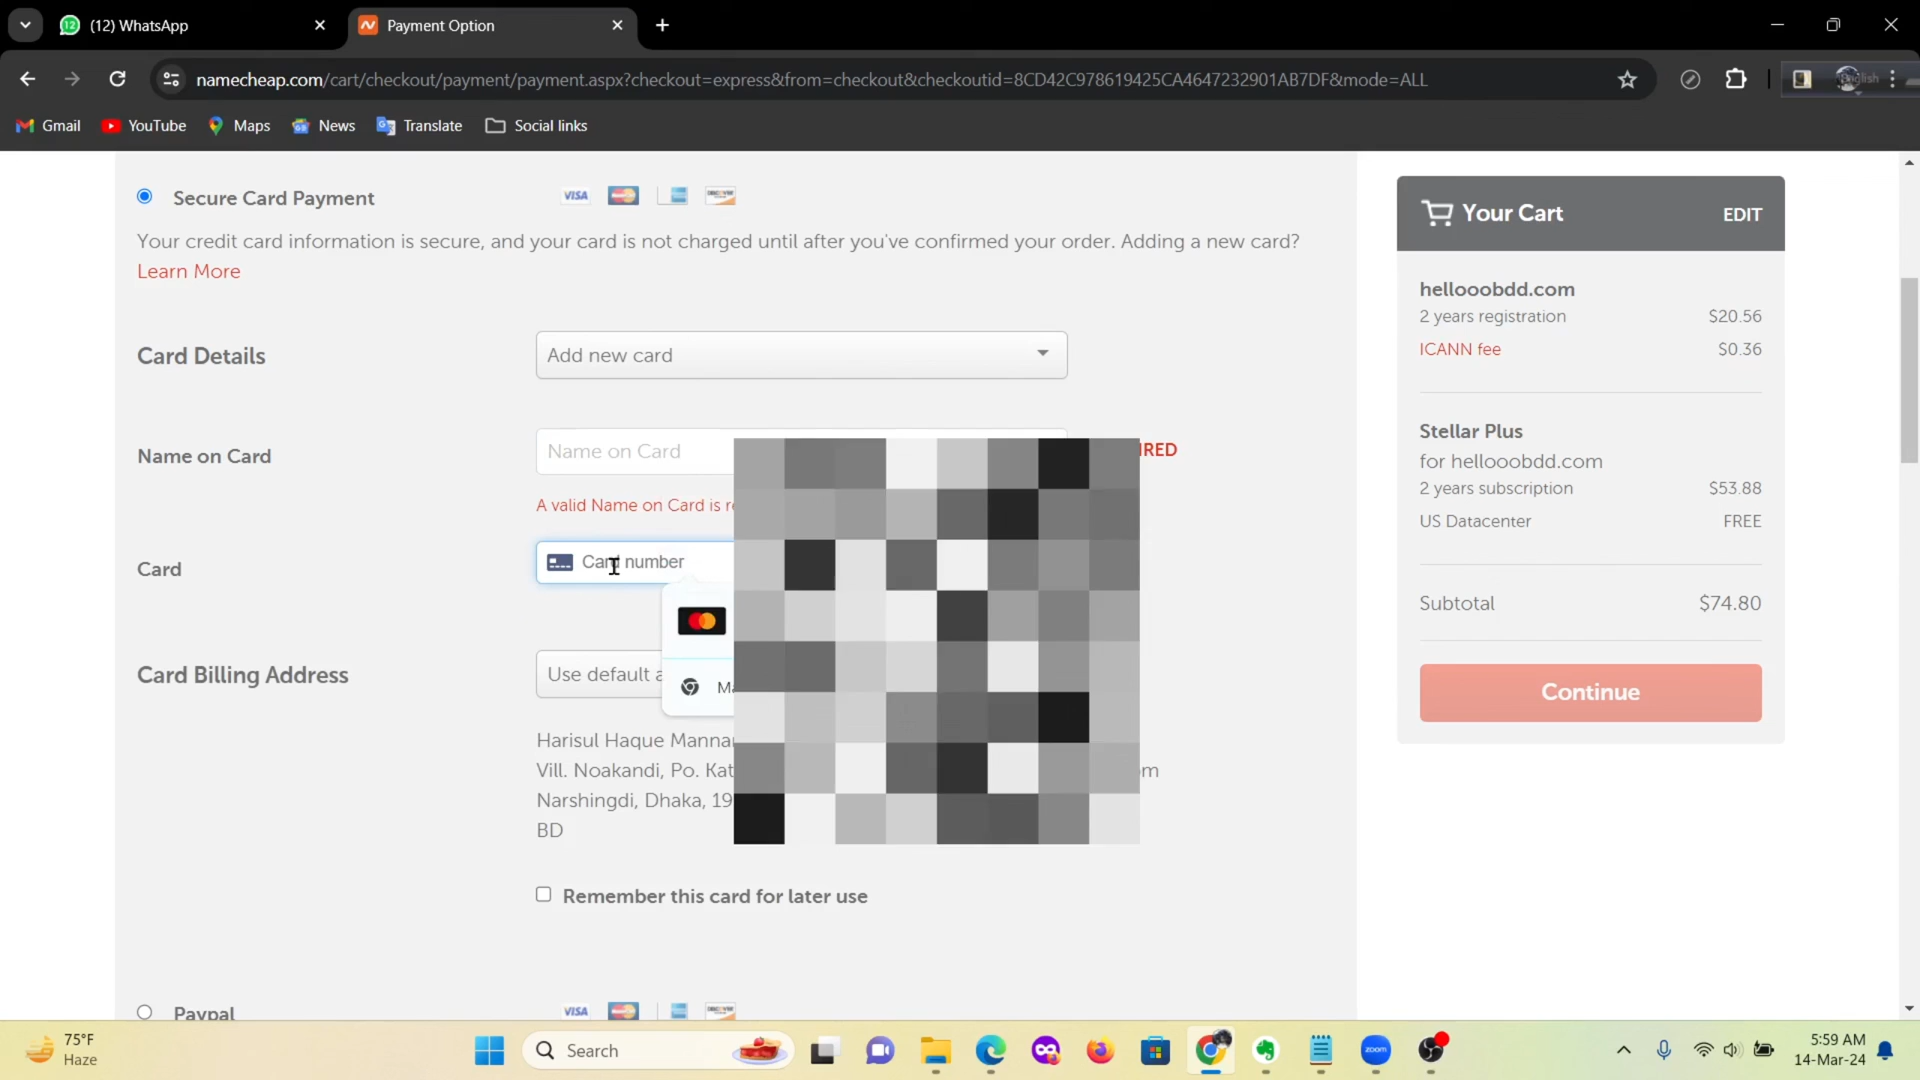 (12) WhatsApp
Payment Option
namecheap.com/cart/checkout/payment/payment.aspx?checkout=express&from=checkout&checkoutid=8CD42C978619425CA4647232901AB7DF&mode=ALL
English
Gmail
YouTube
Maps
News
Translate
Social links
Secure Card Payment
VISA
Your credit card information is secure, and your card is not charged until after you've confirmed your order. Adding a new card?
Learn More
Card Details
Add new card
Name on Card
Name on Card
A valid Name on Card is
Card
Card number
Card Billing Address
Use default
Harisul Haque
Vill. Noakandi, Po.
Narshingdi, Dhaka,
BD
Remember this card for later use
Paypal
VISA
Your Cart
EDIT
hellooobdd.com
2 years registration
$20.56
ICANN fee
$0.36
Stellar Plus
for hellooobdd.com
2 years subscription
$53.88
US Datacenter
FREE
Subtotal
$74.80
Continue
75°F
Haze
Search
zoom
5:59 AM
14-Mar-24